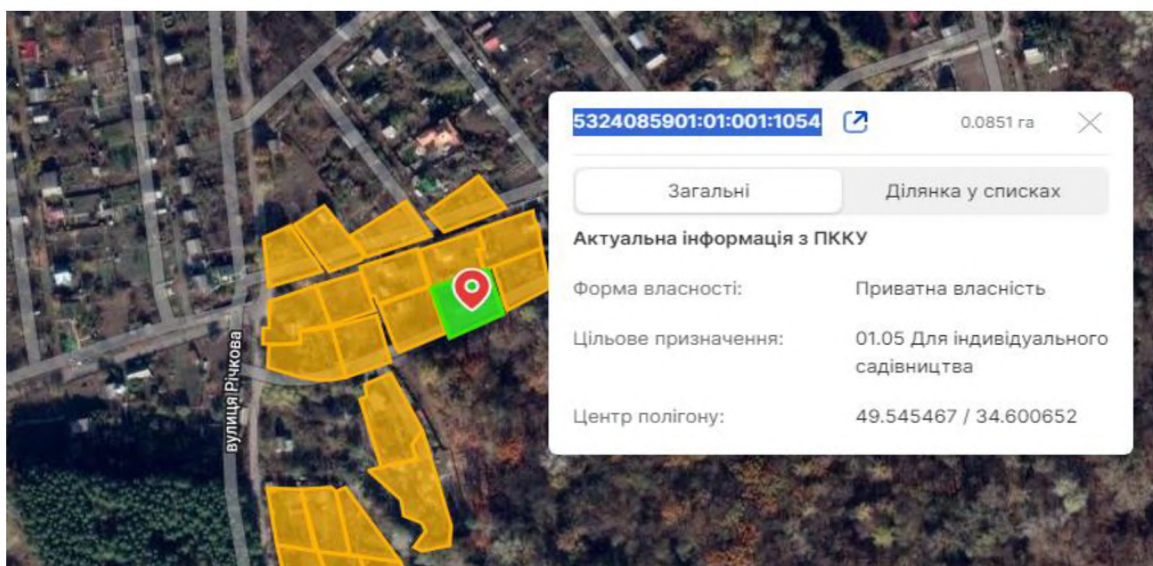 5324085901:01:001:1054 0.0851 га
Загальні Ділянка у списках
Актуальна інформація з ПККУ
Форма власності: Приватна власність
Цільове призначення: 01.05 Для індивідуального
садівництва
Центр полігону: 49.545467 / 34.600652
вулиця Річкова